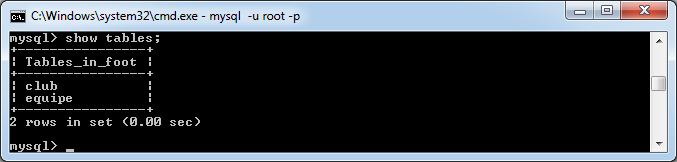 C:\Windows\system32\cmd.exe - mysql  -u root -p
mysql> show tables;
+----------------+
| Tables_in_foot |
+----------------+
| club           |
| equipe         |
+----------------+
2 rows in set (0.00 sec)
mysql> _